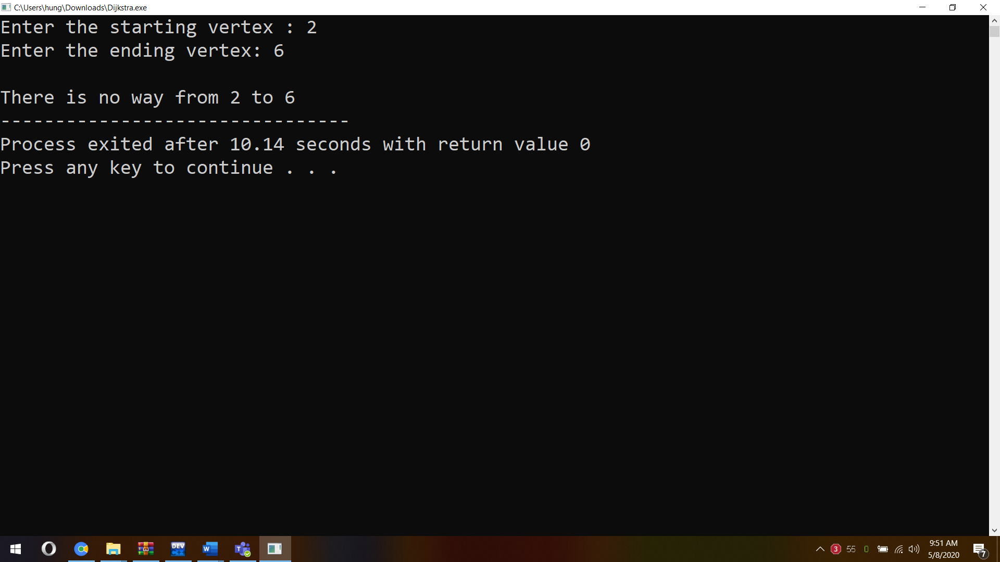 C:\Users\hung\Downloads\Dijkstra.exe
Enter the starting vertex : 2
Enter the ending vertex: 6
There is no way from 2 to 6
--------------------------------
Process exited after 10.14 seconds with return value 0
Press any key to continue . . .
DEV
C++
W
T
3
55
0
9:51 AM
5/8/2020
7